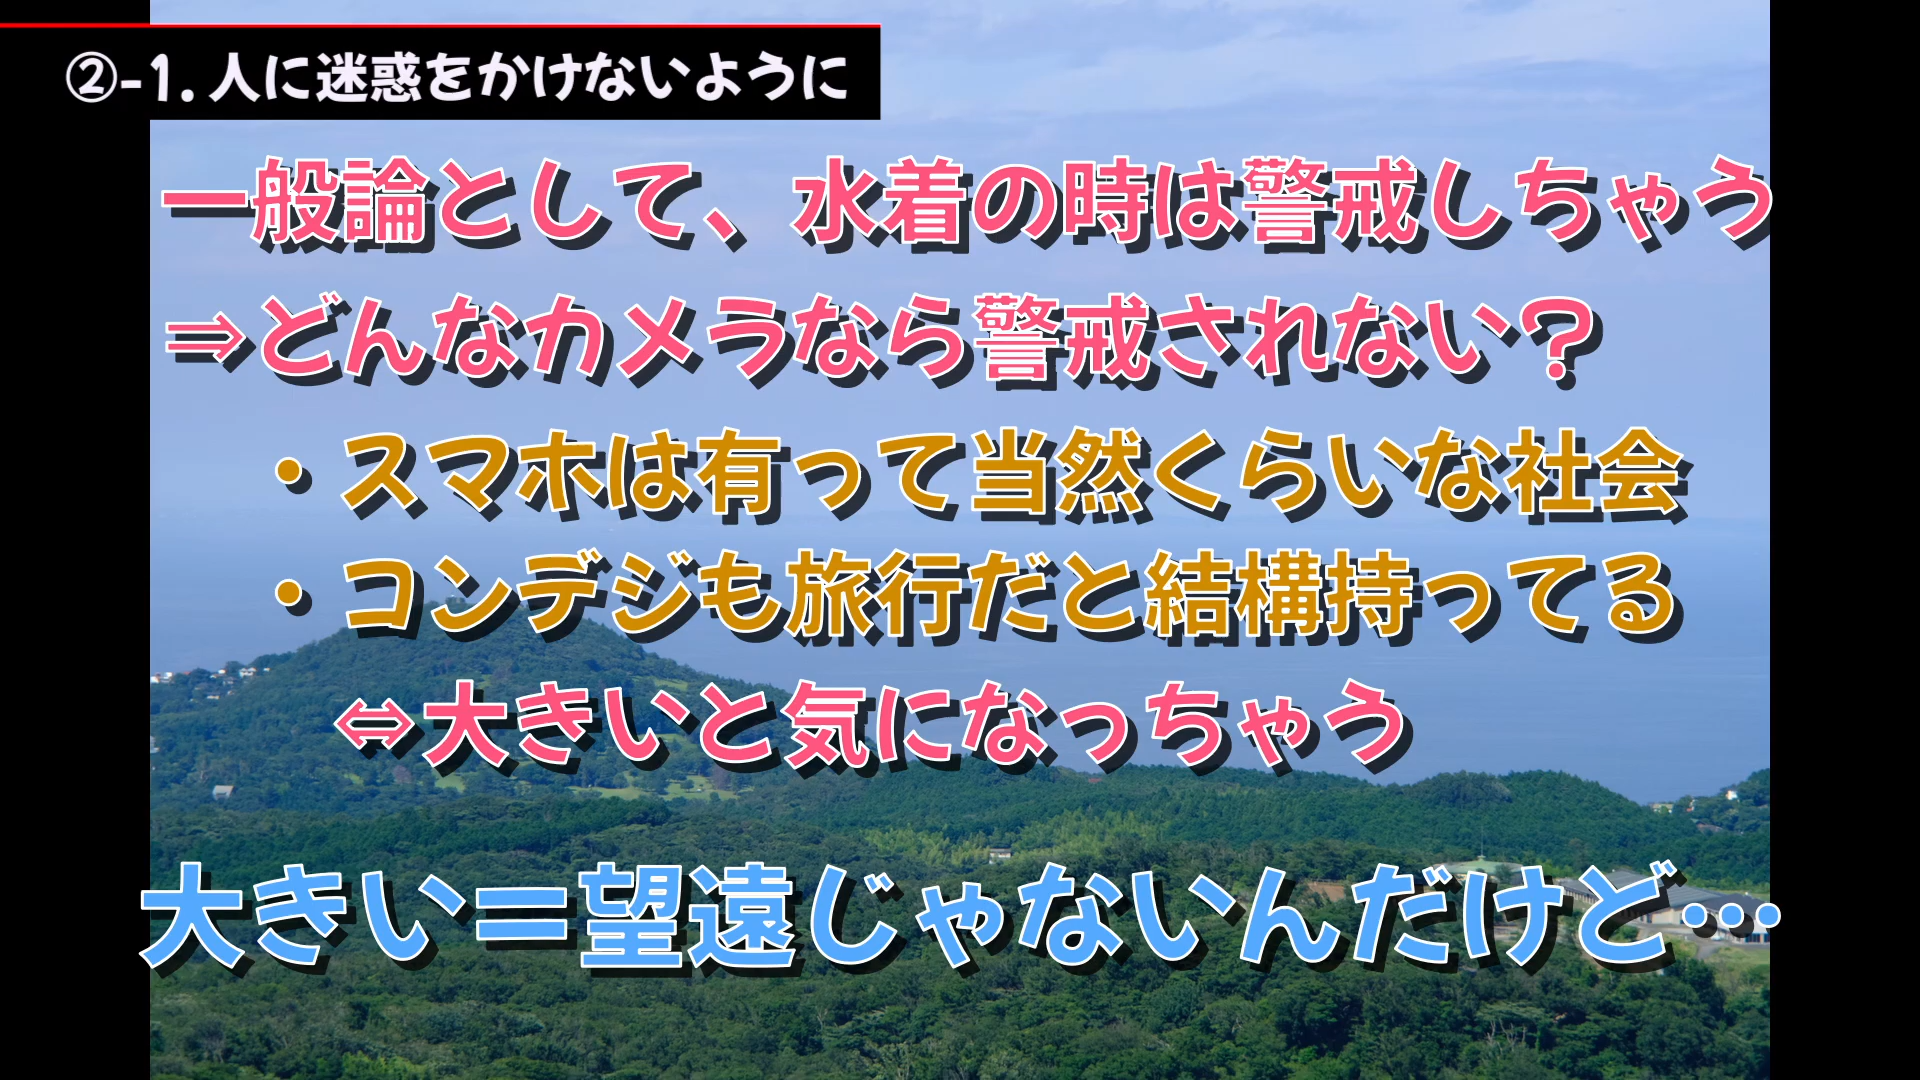 ②-1. 人に迷惑をかけないように
一般論として、水着の時は警戒しちゃう
⇒どんなカメラなら警戒されない？
・スマホは有って当然くらいな社会
・コンデジも旅行だと結構持ってる
⇔大きいと気になっちゃう
大きい＝望遠じゃないんだけど…